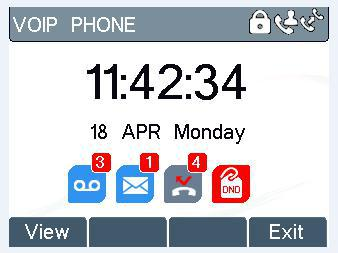 VOIP PHONE
11:42:34
18 APR Monday
3 1 4 DND
View Exit